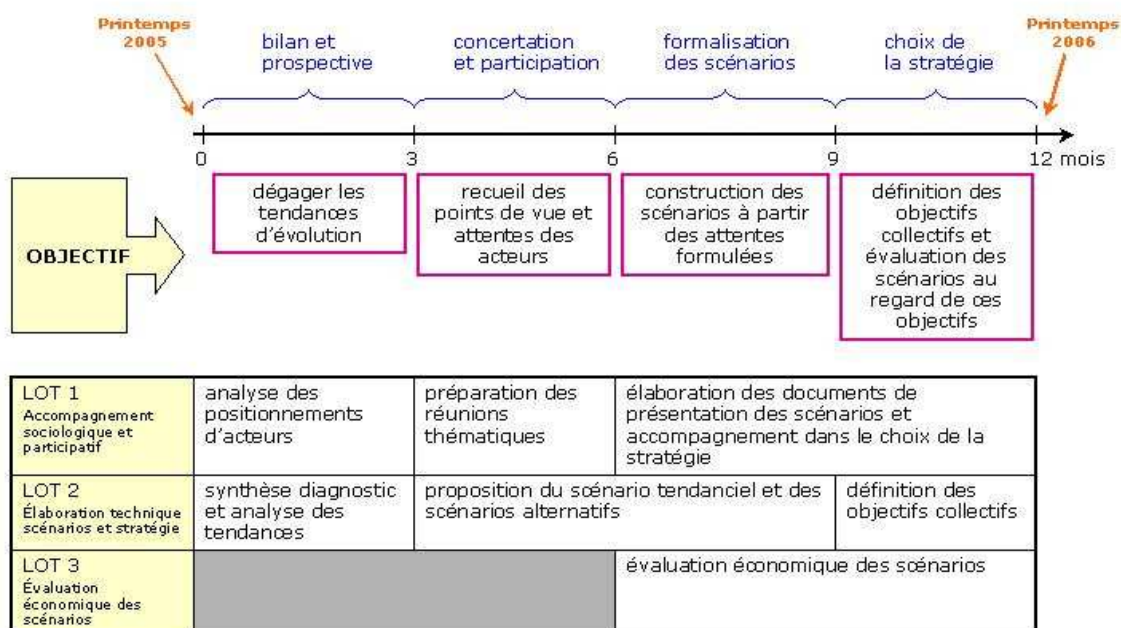 Printemps
2005
bilan et
prospective
concertation
et participation
formalisation
des scénarios
choix de
la stratégie
Printemps
2006
0
3
6
9
12 mois
OBJECTIF
dégager les
tendances
d'évolution
recueil des
points de vue et
attentes des
acteurs
construction des
scénarios à partir
des attentes
formulées
définition des
objectifs
collectifs et
évaluation des
scénarios au
regard de ces
objectifs
LOT 1
Accompagnement
sociologique et
participatif
analyse des
positionnements
d'acteurs
préparation des
réunions
thématiques
élaboration des documents de
présentation des scénarios et
accompagnement dans le choix de la
stratégie
LOT 2
Élaboration technique
scénarios et stratégie
synthèse diagnostic
et analyse des
tendances
proposition du scénario tendanciel et des
scénarios alternatifs
définition des
objectifs collectifs
LOT 3
Évaluation
économique des
scénarios
évaluation économique des scénarios